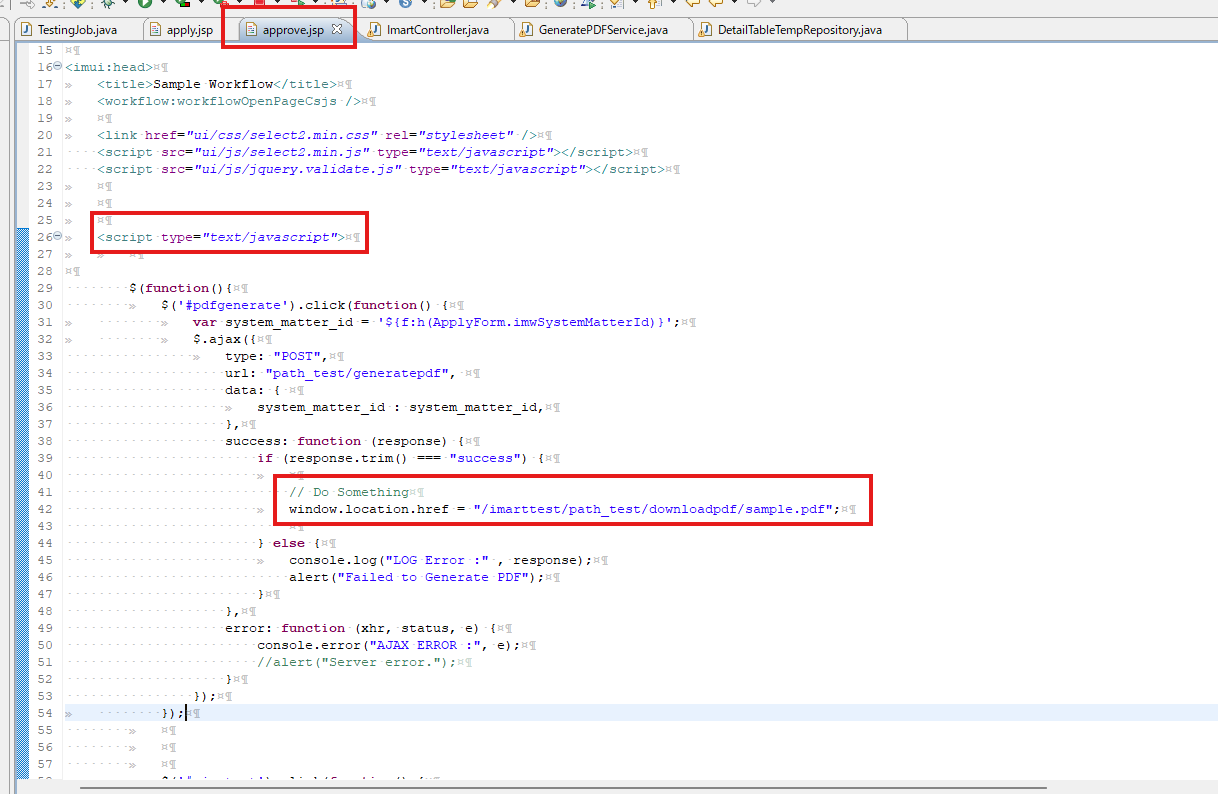 TestingJob.java
apply.jsp
approve.jsp
ImartController.java
GeneratePDFService.java
DetailTableTempRepository.java
15
16 <imui:head>
17 <title>Sample Workflow</title>
18 <workflow:workflowOpenPageCsjs />
19
20 <link href="ui/css/select2.min.css" rel="stylesheet" />
21 <script src="ui/js/select2.min.js" type="text/javascript"></script>
22 <script src="ui/js/jquery.validate.js" type="text/javascript"></script>
23
24
25
26 <script type="text/javascript">
27
28
29 $(function(){
30 $('#pdfgenerate').click(function() {
31 var system_matter_id = '${f:h(ApplyForm.imwSystemMatterId)}';
32 $.ajax({
33 type: "POST",
34 url: "path_test/generatepdf",
35 data: {
36 system_matter_id : system_matter_id,
37 },
38 success: function (response) {
39 if (response.trim() === "success") {
40
41 // Do Something
42 window.location.href = "/imarttest/path_test/downloadpdf/sample.pdf";
43
44 } else {
45 console.log("LOG Error :" , response);
46 alert("Failed to Generate PDF");
47 }
48 },
49 error: function (xhr, status, e) {
50 console.error("AJAX ERROR :", e);
51 //alert("Server error.");
52 }
53 });
54 });
55
56
57